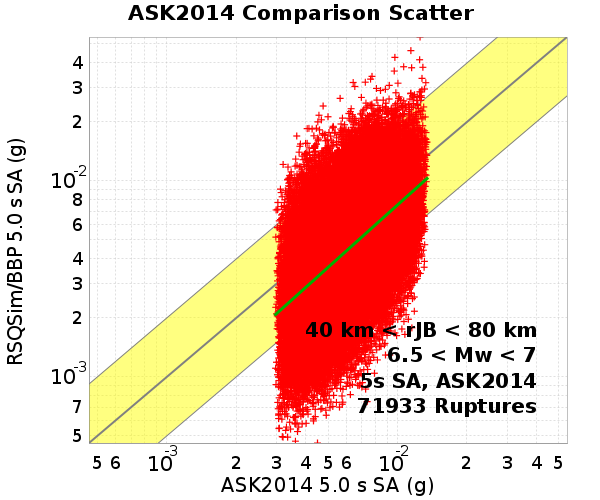 ASK2014 Comparison Scatter
RSQSim/BBP 5.0 s SA (g)
4
3
2
10-2
8
6
4
3
2
10-3
7
5
40 km < rJB < 80 km
6.5 < Mw < 7
5s SA, ASK2014
71933 Ruptures
5 6 10-3 2 3 4 5 6 10-2 2 3 4 5
ASK2014 5.0 s SA (g)